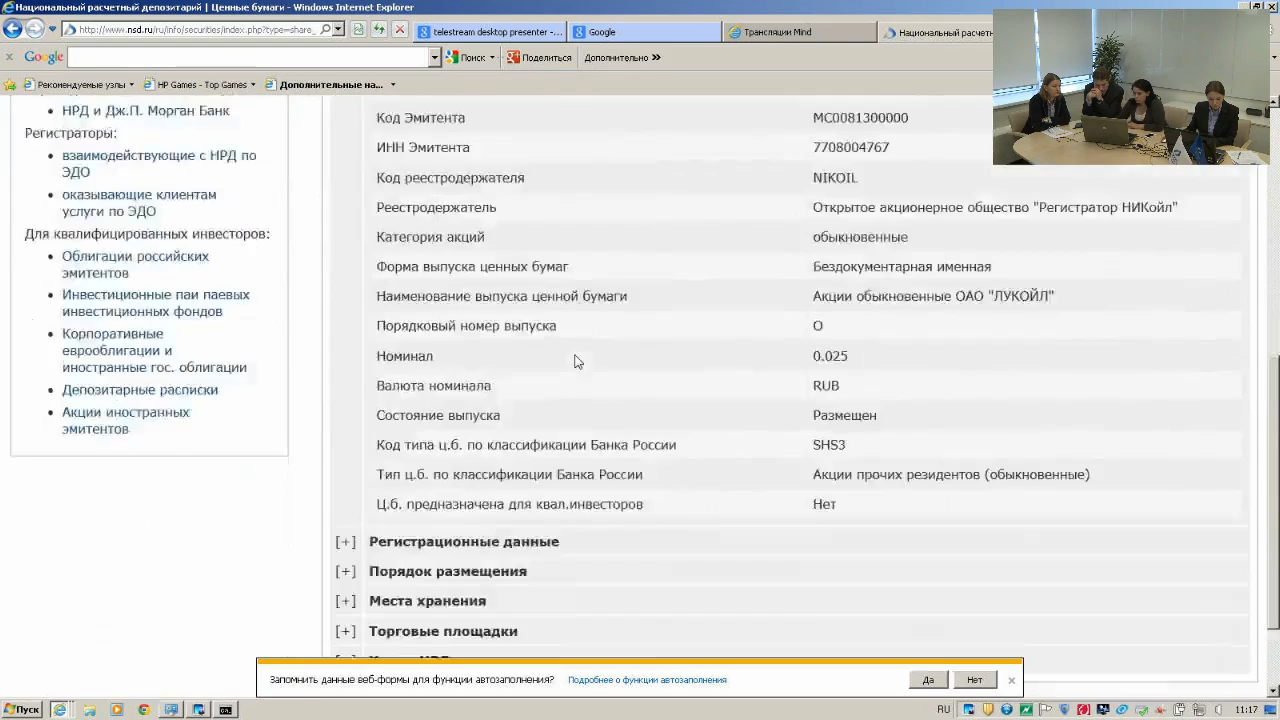 Национальный расчетный депозитарий | Ценные бумаги - Windows Internet Explorer
http://www.nsd.ru/ru/info/securities/index.php?type=share_
telestream desktop presenter -...
Google
Трансляции Mind
Национальный расчетн
Google
Поиск
Поделиться
Дополнительно »
Рекомендуемые узлы
HP Games - Top Games
Дополнительные на...
НРД и Дж.П. Морган Банк
Регистраторы:
взаимодействующие с НРД по
ЭДО
оказывающие клиентам
услуги по ЭДО
Для квалифицированных инвесторов:
Облигации российских
эмитентов
Инвестиционные паи паевых
инвестиционных фондов
Корпоративные
еврооблигации и
иностранные гос. облигации
Депозитарные расписки
Акции иностранных
эмитентов
Код Эмитента MC0081300000
ИНН Эмитента 7708004767
Код реестродержателя NIKOIL
Реестродержатель Открытое акционерное общество "Регистратор НИКойл"
Категория акций обыкновенные
Форма выпуска ценных бумаг Бездокументарная именная
Наименование выпуска ценной бумаги Акции обыкновенные ОАО "ЛУКОЙЛ"
Порядковый номер выпуска О
Номинал 0.025
Валюта номинала RUB
Состояние выпуска Размещен
Код типа ц.б. по классификации Банка России SHS3
Тип ц.б. по классификации Банка России Акции прочих резидентов (обыкновенные)
Ц.б. предназначена для квал.инвесторов Нет
[+] Регистрационные данные
[+] Порядок размещения
[+] Места хранения
[+] Торговые площадки
Запомнить данные веб-формы для функции автозаполнения? Подробнее о функции автозаполнения Да Нет
Пуск
RU
11:17